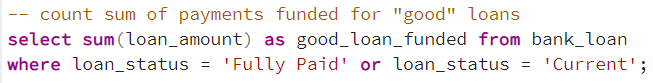 -- count sum of payments funded for "good" loans
select sum(loan_amount) as good_loan_funded from bank_loan
where loan_status = 'Fully Paid' or loan_status = 'Current';